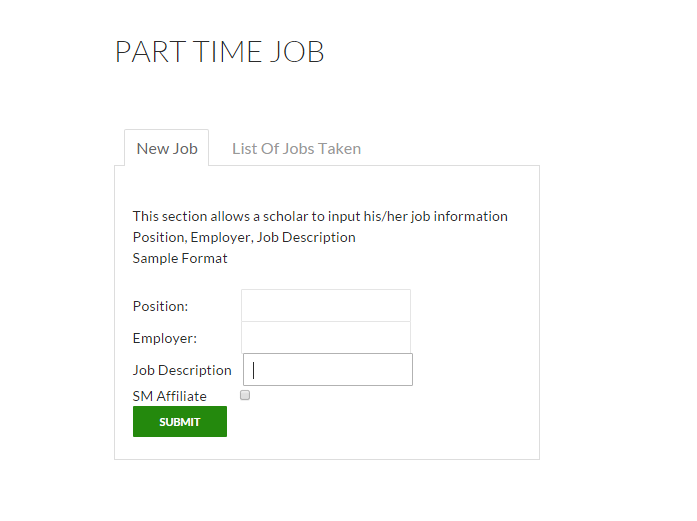 PART TIME JOB
New Job
List Of Jobs Taken
This section allows a scholar to input his/her job information
Position, Employer, Job Description
Sample Format
Position:
Employer:
Job Description
SM Affiliate
SUBMIT